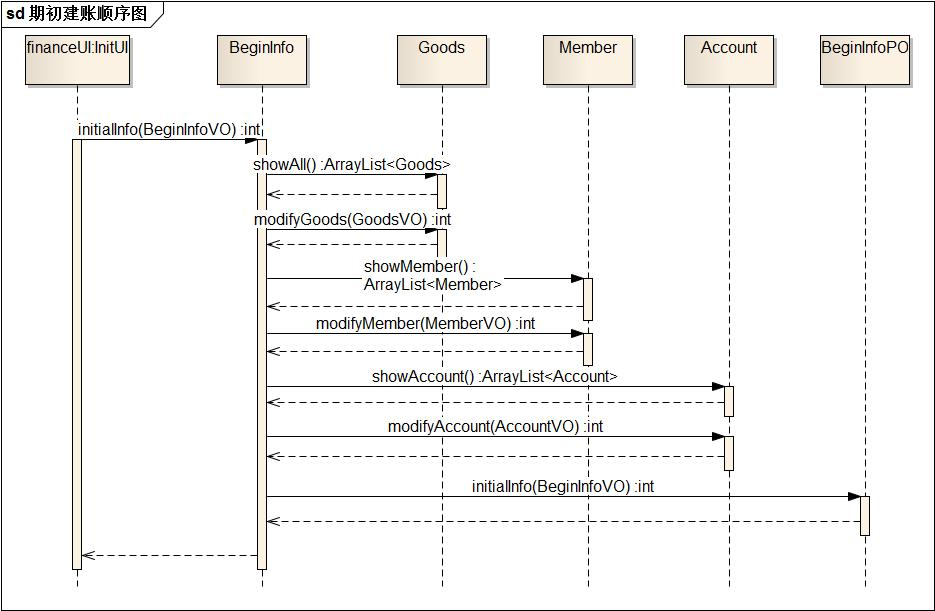 sd 期初建账顺序图
financeUI:InitUI
BeginInfo
Goods
Member
Account
BeginInfoPO
initialInfo(BeginInfoVO) :int
showAll() :ArrayList<Goods>
modifyGoods(GoodsVO) :int
showMember() :
ArrayList<Member>
modifyMember(MemberVO) :int
showAccount() :ArrayList<Account>
modifyAccount(AccountVO) :int
initialInfo(BeginInfoVO) :int